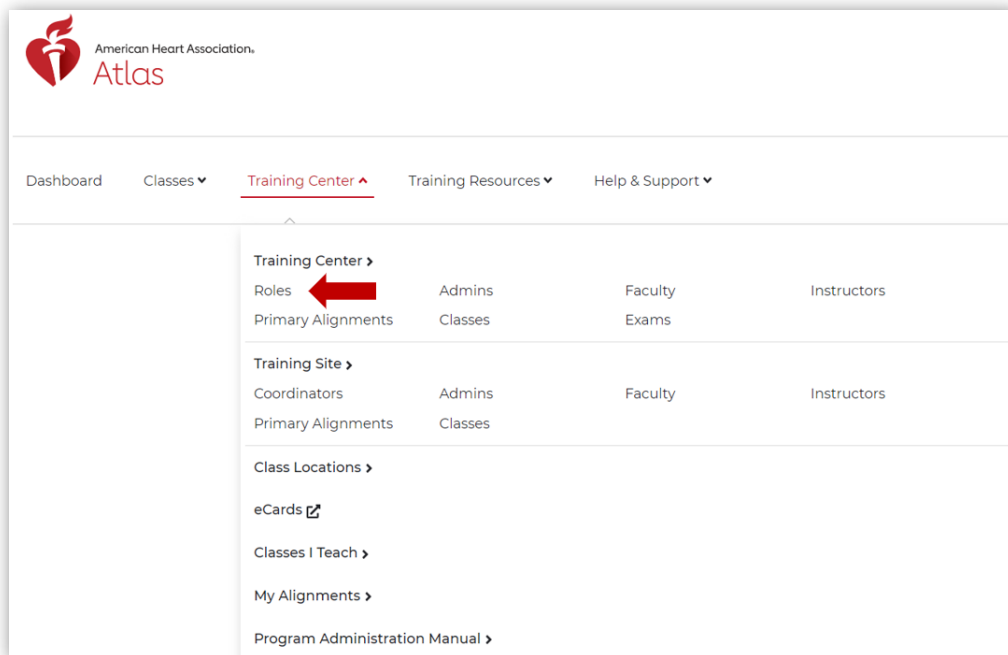 American Heart Association.
Atlas
Dashboard Classes Training Center Training Resources Help & Support
Training Center
Roles Admins Faculty Instructors
Primary Alignments Classes Exams
Training Site
Coordinators Admins Faculty Instructors
Primary Alignments Classes
Class Locations
eCards
Classes I Teach
My Alignments
Program Administration Manual